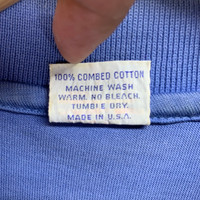 100% COMBED COTTON
MACHINE WASH
WARM. NO BLEACH.
TUMBLE DRY.
MADE IN U.S.A.